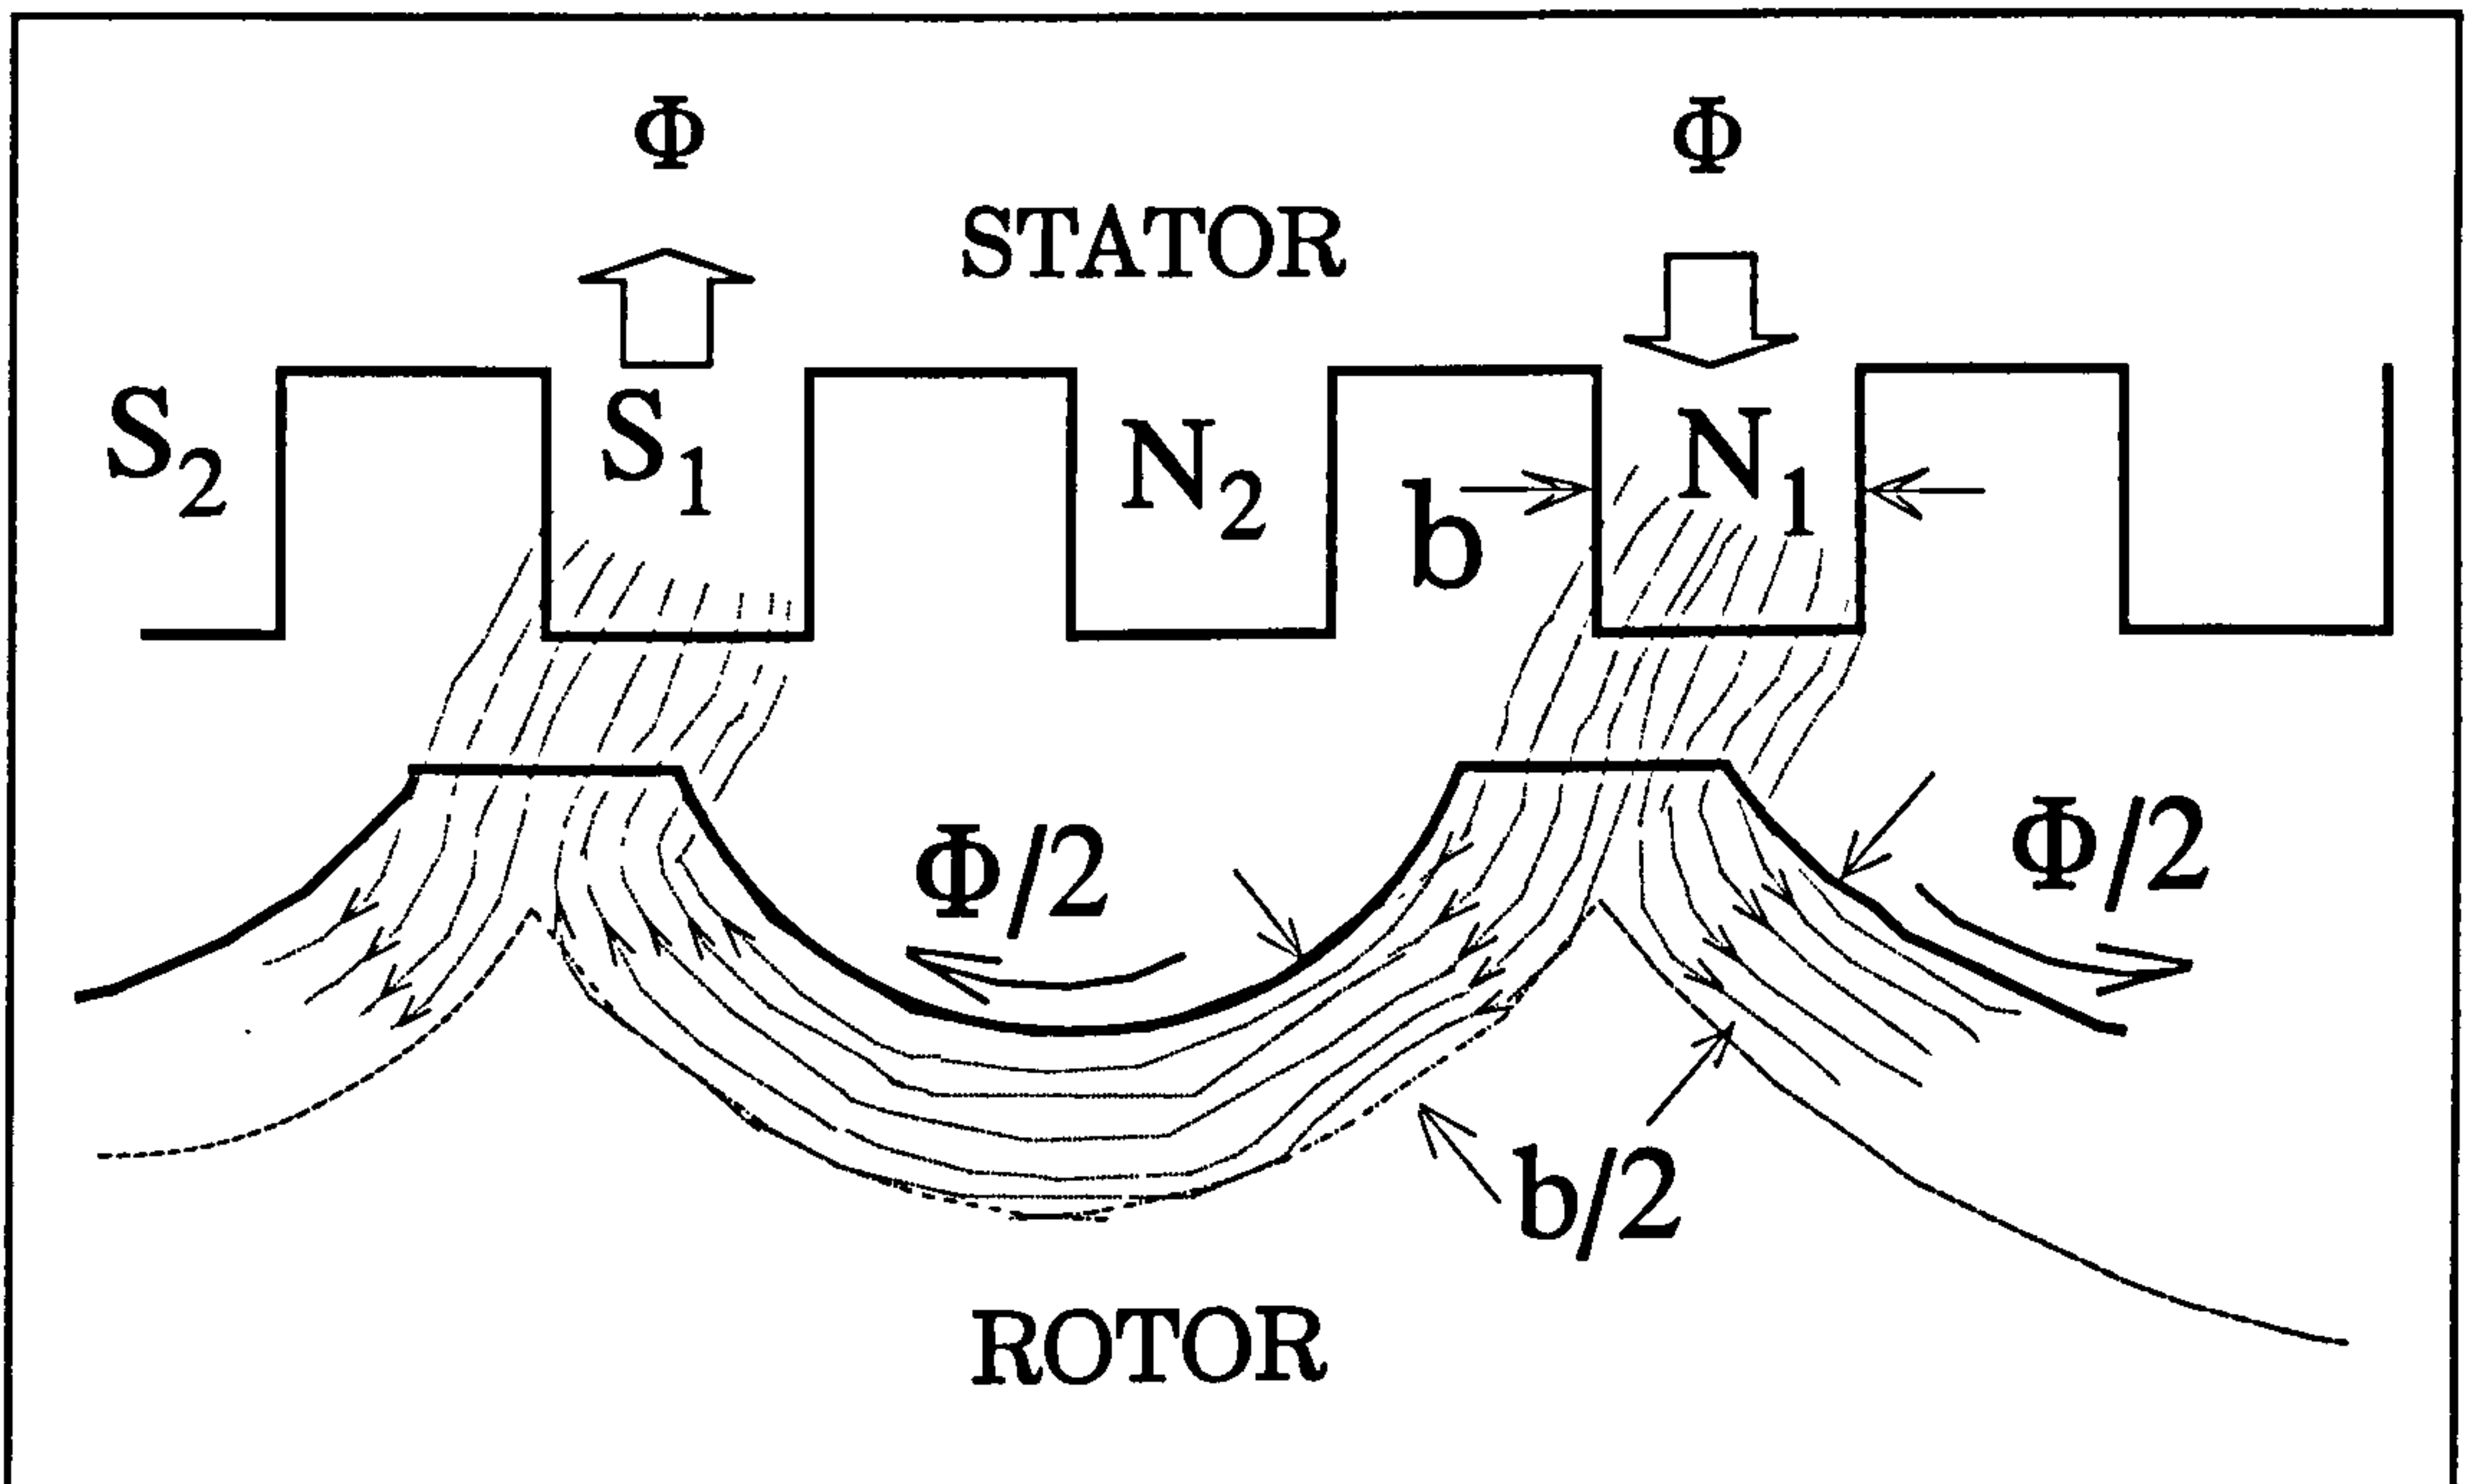 Φ Φ
STATOR
S₂ S₁ N₂ b N₁
Φ/2 Φ/2
b/2
ROTOR